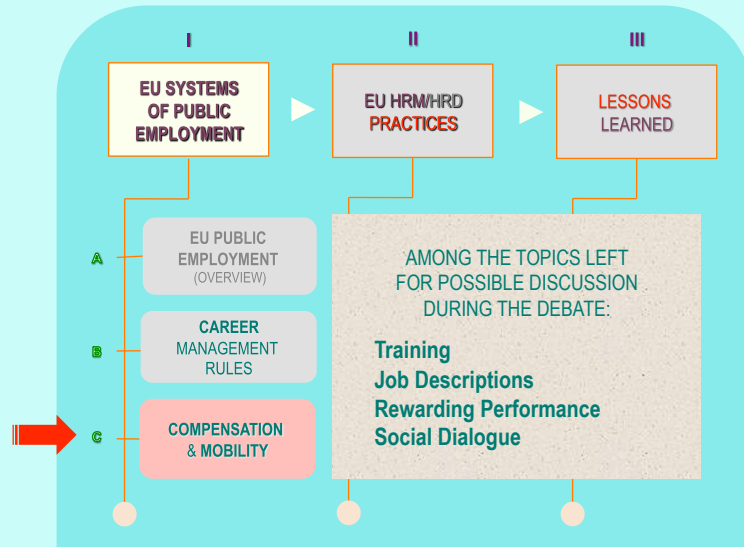 I
II
III
EU SYSTEMS
OF PUBLIC
EMPLOYMENT
EU HRM/HRD
PRACTICES
LESSONS
LEARNED
A
EU PUBLIC
EMPLOYMENT
(OVERVIEW)
B
CAREER
MANAGEMENT
RULES
C
COMPENSATION
& MOBILITY
AMONG THE TOPICS LEFT
FOR POSSIBLE DISCUSSION
DURING THE DEBATE:
Training
Job Descriptions
Rewarding Performance
Social Dialogue